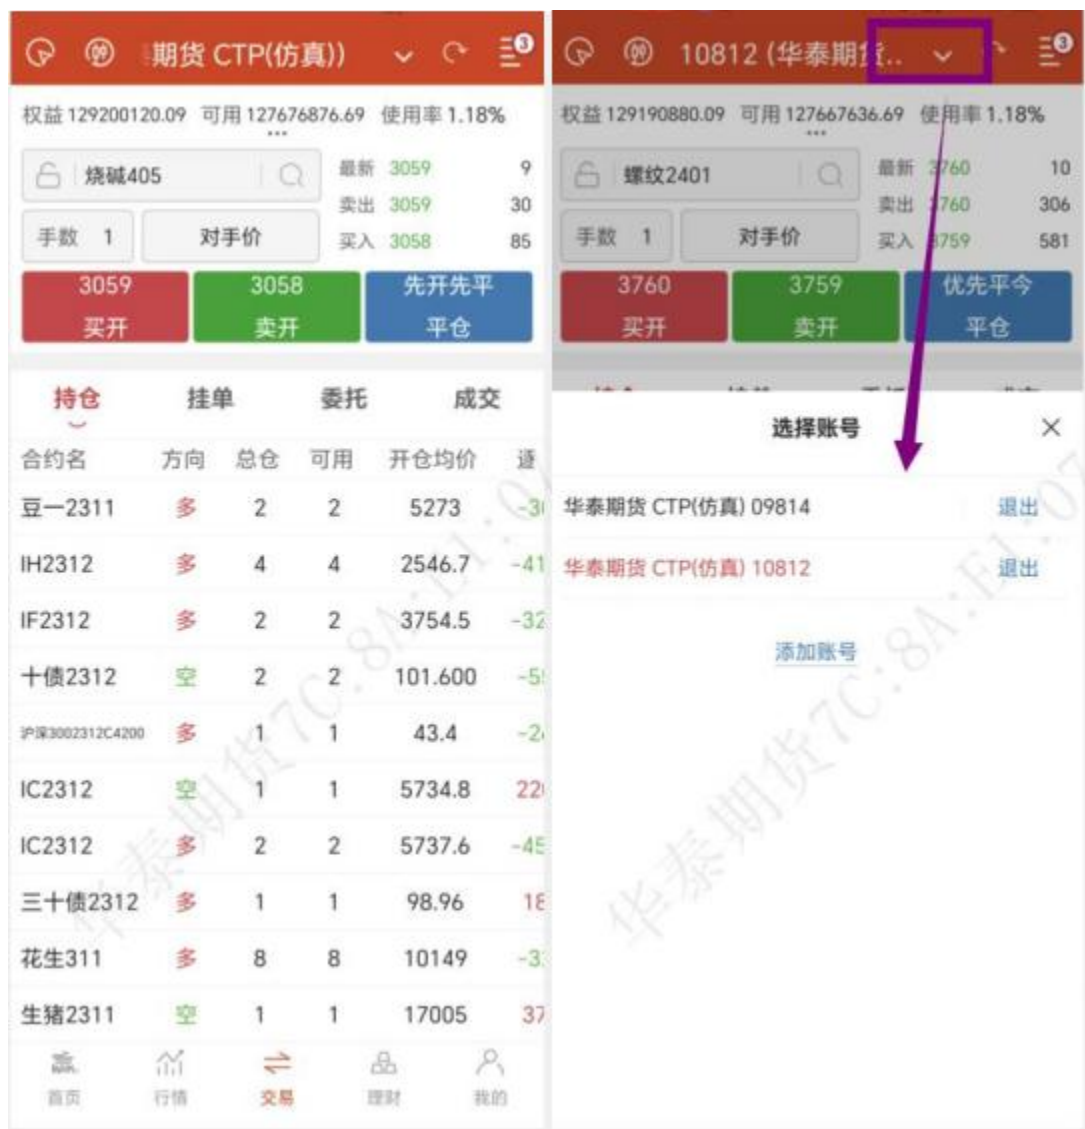 期货 CTP(仿真))
3
权益 129200120.09 可用 127676876.69 使用率 1.18%
烧碱405
最新 3059 9
卖出 3059 30
手数 1 对手价
买入 3058 85
3059 3058 先开先平
买开 卖开 平仓
持仓 挂单 委托 成交
合约名 方向 总仓 可用 开仓均价 逐
豆一2311 多 2 2 5273
IH2312 多 4 4 2546.7 -41
IF2312 多 2 2 3754.5 -32
十债2312 空 2 2 101.600
沪深3002312C4200 多 1 1 43.4
IC2312 空 1 1 5734.8
IC2312 多 2 2 5737.6 -45
三十债2312 多 1 1 98.96 18
花生311 多 8 8 10149
生猪2311 空 1 1 17005 37
首页 行情 交易 理财 我的
10812 (华泰期货..
3
权益 129190880.09 可用 127667636.69 使用率 1.18%
螺纹2401
最新 3760 10
卖出 3760 306
手数 1 对手价
买入 3759 581
3760 3759 优先平今
买开 卖开 平仓
选择账号
华泰期货 CTP(仿真) 09814 退出
华泰期货 CTP(仿真) 10812 退出
添加账号